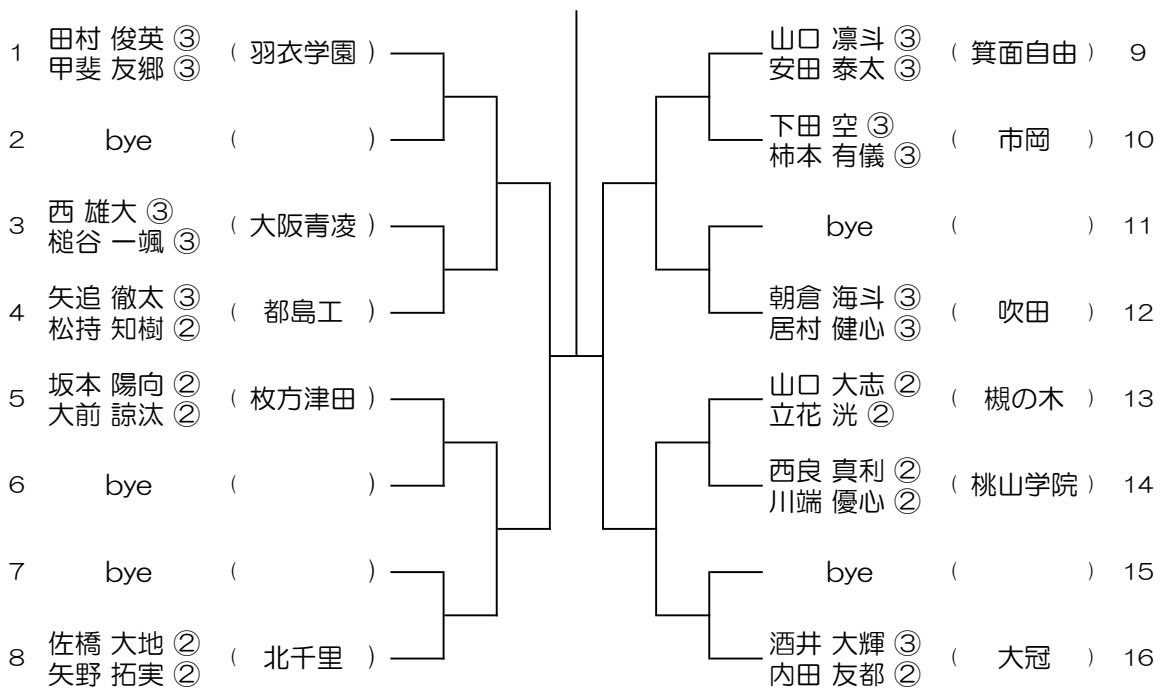 田村 俊英 ③
1 ( 羽衣学園 )
甲斐 友郷 ③
2 bye ( )
西 雄大 ③
3 ( 大阪青凌 )
槌谷 一颯 ③
矢追 徹太 ③
4 ( 都島工 )
松持 知樹 ②
坂本 陽向 ②
5 ( 枚方津田 )
大前 諒汰 ②
6 bye ( )
7 bye ( )
佐橋 大地 ②
8 ( 北千里 )
矢野 拓実 ②
山口 凛斗 ③
( 箕面自由 ) 9
安田 泰太 ③
下田 空 ③
( 市岡 ) 10
柿本 有儀 ③
bye ( ) 11
朝倉 海斗 ③
( 吹田 ) 12
居村 健心 ③
山口 大志 ②
( 槻の木 ) 13
立花 洸 ②
西良 真利 ②
( 桃山学院 ) 14
川端 優心 ②
bye ( ) 15
酒井 大輝 ③
( 大冠 ) 16
内田 友都 ②